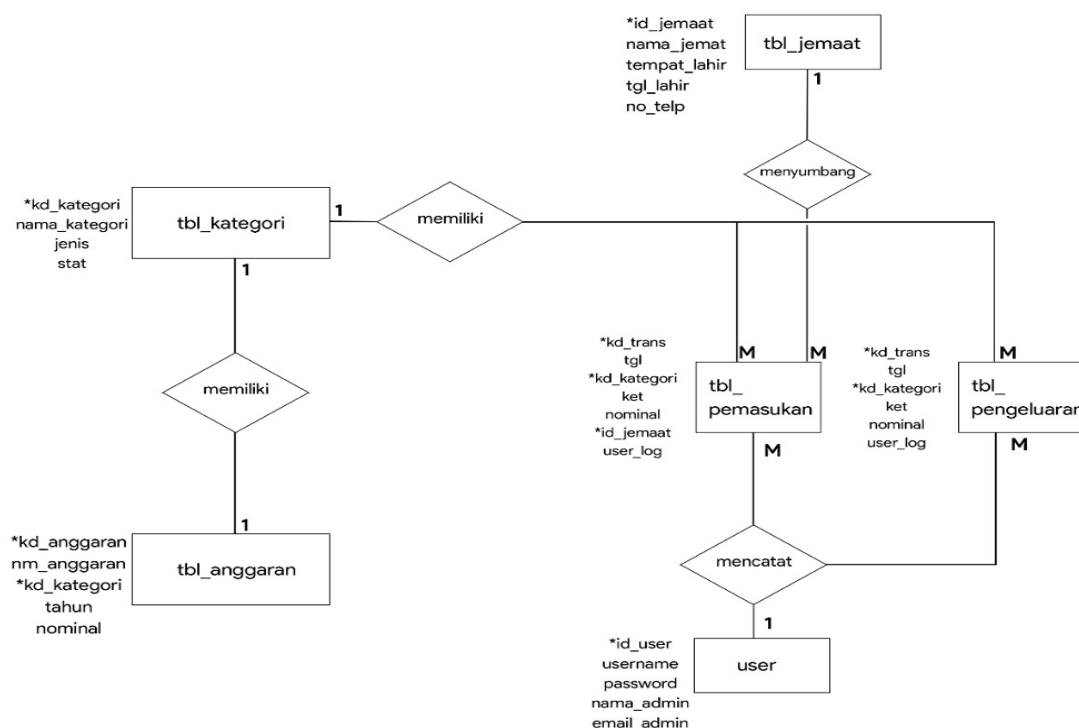 *id_jemaat
nama_jemat
tempat_lahir
tgl_lahir
no_telp
tbl_jemaat
1
menyumbang
*kd_kategori
nama_kategori
jenis
stat
tbl_kategori
1
memiliki
1
memiliki
1
*kd_anggaran
nm_anggaran
*kd_kategori
tahun
nominal
tbl_anggaran
*kd_trans
tgl
*kd_kategori
ket
nominal
*id_jemaat
user_log
M
M
tbl_
pemasukan
M
*kd_trans
tgl
*kd_kategori
ket
nominal
user_log
M
tbl_
pengeluaran
M
mencatat
1
*id_user
username
password
nama_admin
email_admin
user